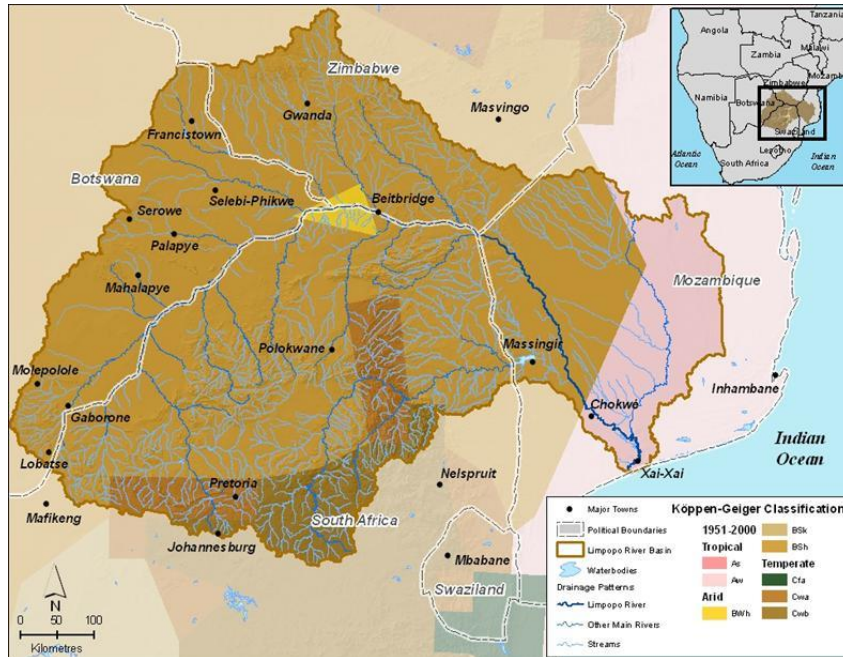 Angola
Tanzania
Zambia
Malawi
Mozamb
Zimbabwe
Namibia
Botswana
Swaziland
Lesotho
South Africa
Atlantic
Ocean
Indian
Ocean
Zimbabwe
Gwanda
Masvingo
Francistown
Botswana
Selebi-Phikwe
Beitbridge
Serowe
Palapye
Mahalapye
Mozambique
Polokwane
Massingir
Molepolole
Inhambane
Gaborone
Chokwe
Indian
Ocean
Lobatse
Xai-Xai
Pretoria
Nelspruit
Mafikeng
South Africa
Johannesburg
Mbabane
Swaziland
N
0 50 100
Kilometres
Major Towns
Political Boundaries
Limpopo River Basin
Waterbodies
Drainage Patterns
Limpopo River
Other Main Rivers
Streams
Köppen-Geiger Classification
1951-2000
Tropical
As
Aw
Arid
BWh
BSk
BSh
Temperate
Cfa
Cwa
Cwb